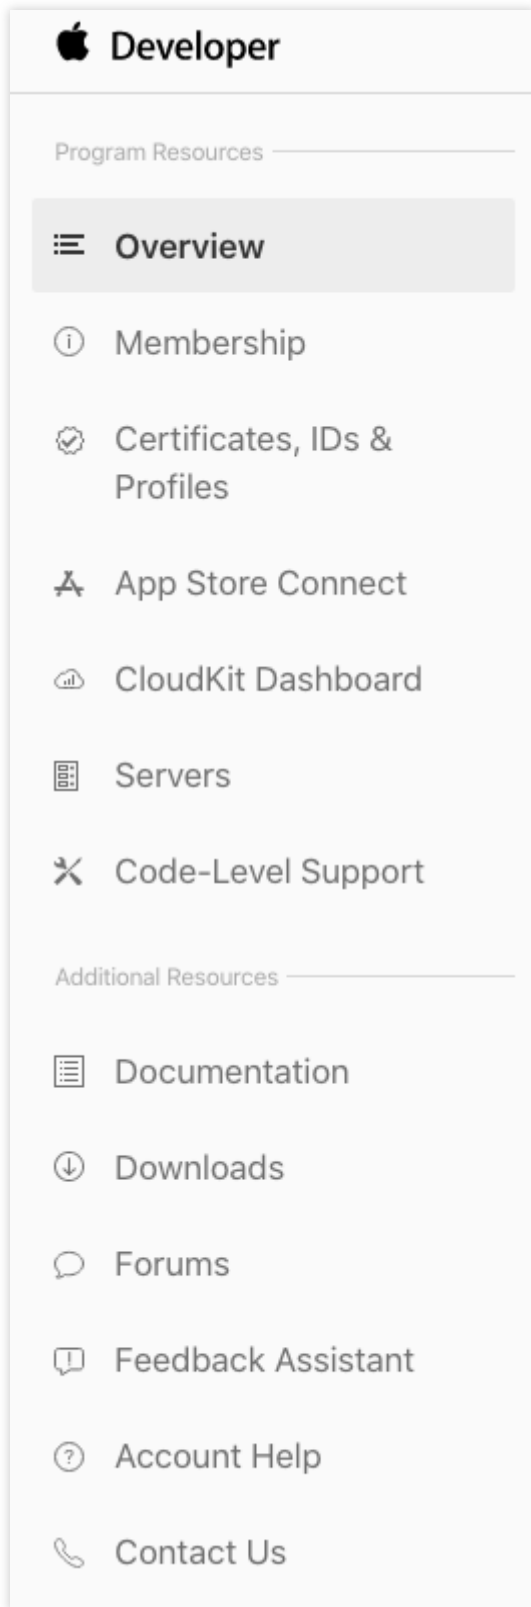 Developer
Program Resources
Overview
Membership
Certificates, IDs &
Profiles
App Store Connect
CloudKit Dashboard
Servers
Code-Level Support
Additional Resources
Documentation
Downloads
Forums
Feedback Assistant
Account Help
Contact Us